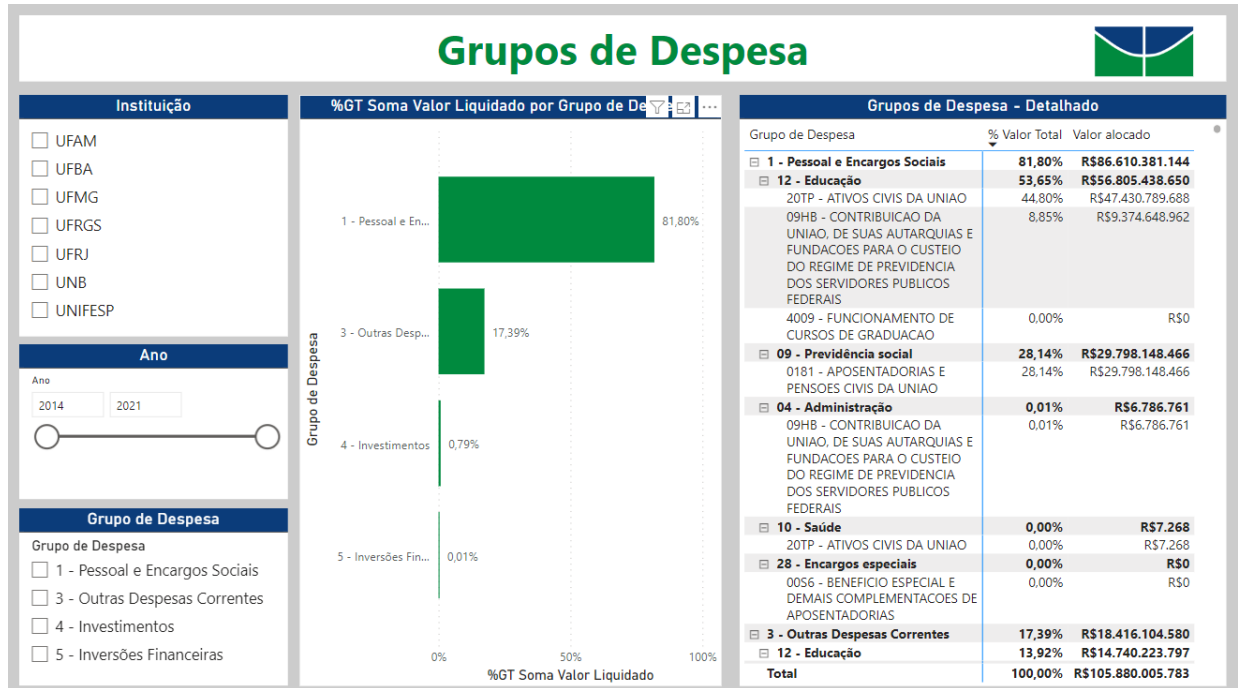 Grupos de Despesa
Instituição
UFAM
UFBA
UFMG
UFRGS
UFRJ
UNB
UNIFESP
Ano
Ano
2014 2021
Grupo de Despesa
Grupo de Despesa
1 - Pessoal e Encargos Sociais
3 - Outras Despesas Correntes
4 - Investimentos
5 - Inversões Financeiras
%GT Soma Valor Liquidado por Grupo de De
Grupo de Despesa
1 - Pessoal e En... 81,80%
3 - Outras Desp... 17,39%
4 - Investimentos 0,79%
5 - Inversões Fin... 0,01%
0% 50% 100%
%GT Soma Valor Liquidado
Grupos de Despesa - Detalhado
Grupo de Despesa % Valor Total Valor alocado
1 - Pessoal e Encargos Sociais 81,80% R$86.610.381.144
12 - Educação 53,65% R$56.805.438.650
20TP - ATIVOS CIVIS DA UNIAO 44,80% R$47.430.789.688
09HB - CONTRIBUICAO DA 8,85% R$9.374.648.962
UNIAO, DE SUAS AUTARQUIAS E
FUNDACOES PARA O CUSTEIO
DO REGIME DE PREVIDENCIA
DOS SERVIDORES PUBLICOS
FEDERAIS
4009 - FUNCIONAMENTO DE 0,00% R$0
CURSOS DE GRADUACAO
09 - Previdência social 28,14% R$29.798.148.466
0181 - APOSENTADORIAS E 28,14% R$29.798.148.466
PENSOES CIVIS DA UNIAO
04 - Administração 0,01% R$6.786.761
09HB - CONTRIBUICAO DA 0,01% R$6.786.761
UNIAO, DE SUAS AUTARQUIAS E
FUNDACOES PARA O CUSTEIO
DO REGIME DE PREVIDENCIA
DOS SERVIDORES PUBLICOS
FEDERAIS
10 - Saúde 0,00% R$7.268
20TP - ATIVOS CIVIS DA UNIAO 0,00% R$7.268
28 - Encargos especiais 0,00% R$0
00S6 - BENEFICIO ESPECIAL E 0,00% R$0
DEMAIS COMPLEMENTACOES DE
APOSENTADORIAS
3 - Outras Despesas Correntes 17,39% R$18.416.104.580
12 - Educação 13,92% R$14.740.223.797
Total 100,00% R$105.880.005.783